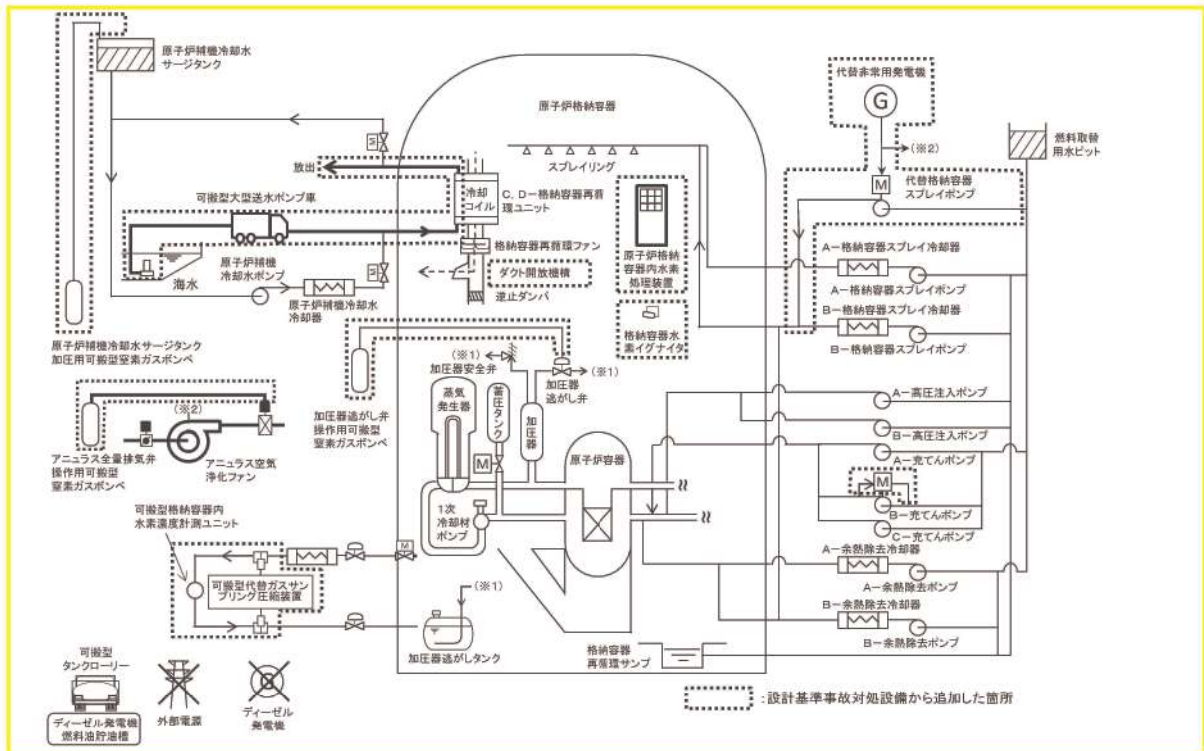 原子炉補機冷却水
サージタンク
原子炉格納容器
代替非常用発電機
G
(※2)
燃料取替
用水ピット
M
放出
スプレイリング
M
代替格納容器
スプレイポンプ
冷却
コイル
C, D-格納容器再循
環ユニット
可搬型大型送水ポンプ車
原子炉格納
容器内水素
処理装置
A-格納容器スプレイ冷却器
格納容器再循環ファン
原子炉補機
冷却水ポンプ
M
海水
ダクト開放機構
A-格納容器スプレイポンプ
原子炉補機冷却水
冷却器
逆止ダンパ
B-格納容器スプレイ冷却器
格納容器水
素イグナイタ
B-格納容器スプレイポンプ
原子炉補機冷却水サージタンク
加圧用可搬型窒素ガスボンベ
(※1)
加圧器安全弁
(※1)
加圧器
逃がし弁
蒸気
発生器
蓄圧タンク
加圧器
A-高圧注入ポンプ
加圧器逃がし弁
操作用可搬型
窒素ガスボンベ
(※2)
B-高圧注入ポンプ
原子炉容器
A-充てんポンプ
アニュラス全量排気弁
操作用可搬型
窒素ガスボンベ
アニュラス空気
浄化ファン
M
M
B-充てんポンプ
1次
冷却材
ポンプ
C-充てんポンプ
可搬型格納容器内
水素濃度計測ユニット
M
A-余熱除去冷却器
可搬型代替ガスサン
プリング圧縮装置
(※1)
A-余熱除去ポンプ
B-余熱除去冷却器
B-余熱除去ポンプ
加圧器逃がしタンク
格納容器
再循環サンプ
可搬型
タンクローリー
ディーゼル発電機
燃料油貯油槽
外部電源
G
ディーゼル
発電機
:設計基準事故対処設備から追加した箇所